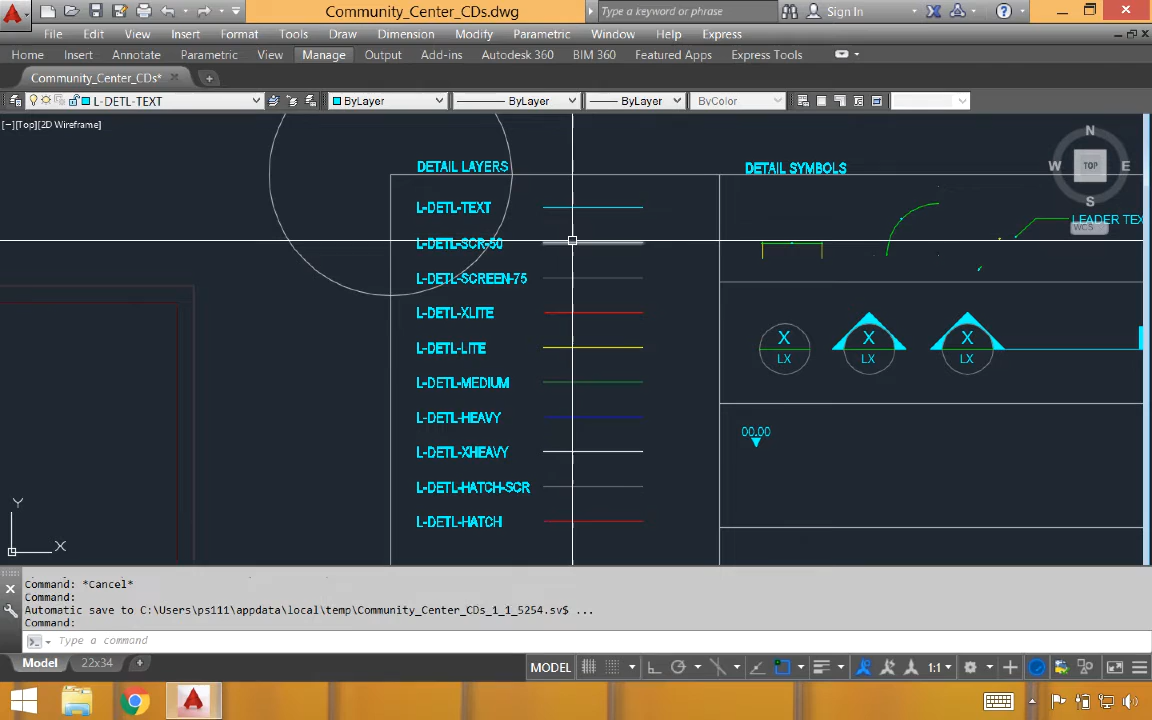 Community_Center_CDs.dwg
Type a keyword or phrase
Sign In
File Edit View Insert Format Tools Draw Dimension Modify Parametric Window Help Express
Home Insert Annotate Parametric View Manage Output Add-ins Autodesk 360 BIM 360 Featured Apps Express Tools
Community_Center_CDs*
L-DETL-TEXT ByLayer ByLayer ByLayer ByColor
[−][Top][2D Wireframe]
N
W TOP E
S
WCS
DETAIL LAYERS
L-DETL-TEXT
L-DETL-SCR-50
L-DETL-SCREEN-75
L-DETL-XLITE
L-DETL-LITE
L-DETL-MEDIUM
L-DETL-HEAVY
L-DETL-XHEAVY
L-DETL-HATCH-SCR
L-DETL-HATCH
DETAIL SYMBOLS
LEADER TEX
X X X
LX LX LX
00.00
Y
X
Command: *Cancel*
Command:
Automatic save to C:\Users\ps111\appdata\local\temp\Community_Center_CDs_1_1_5254.sv$ ...
Command:
Type a command
Model 22x34
MODEL 1:1